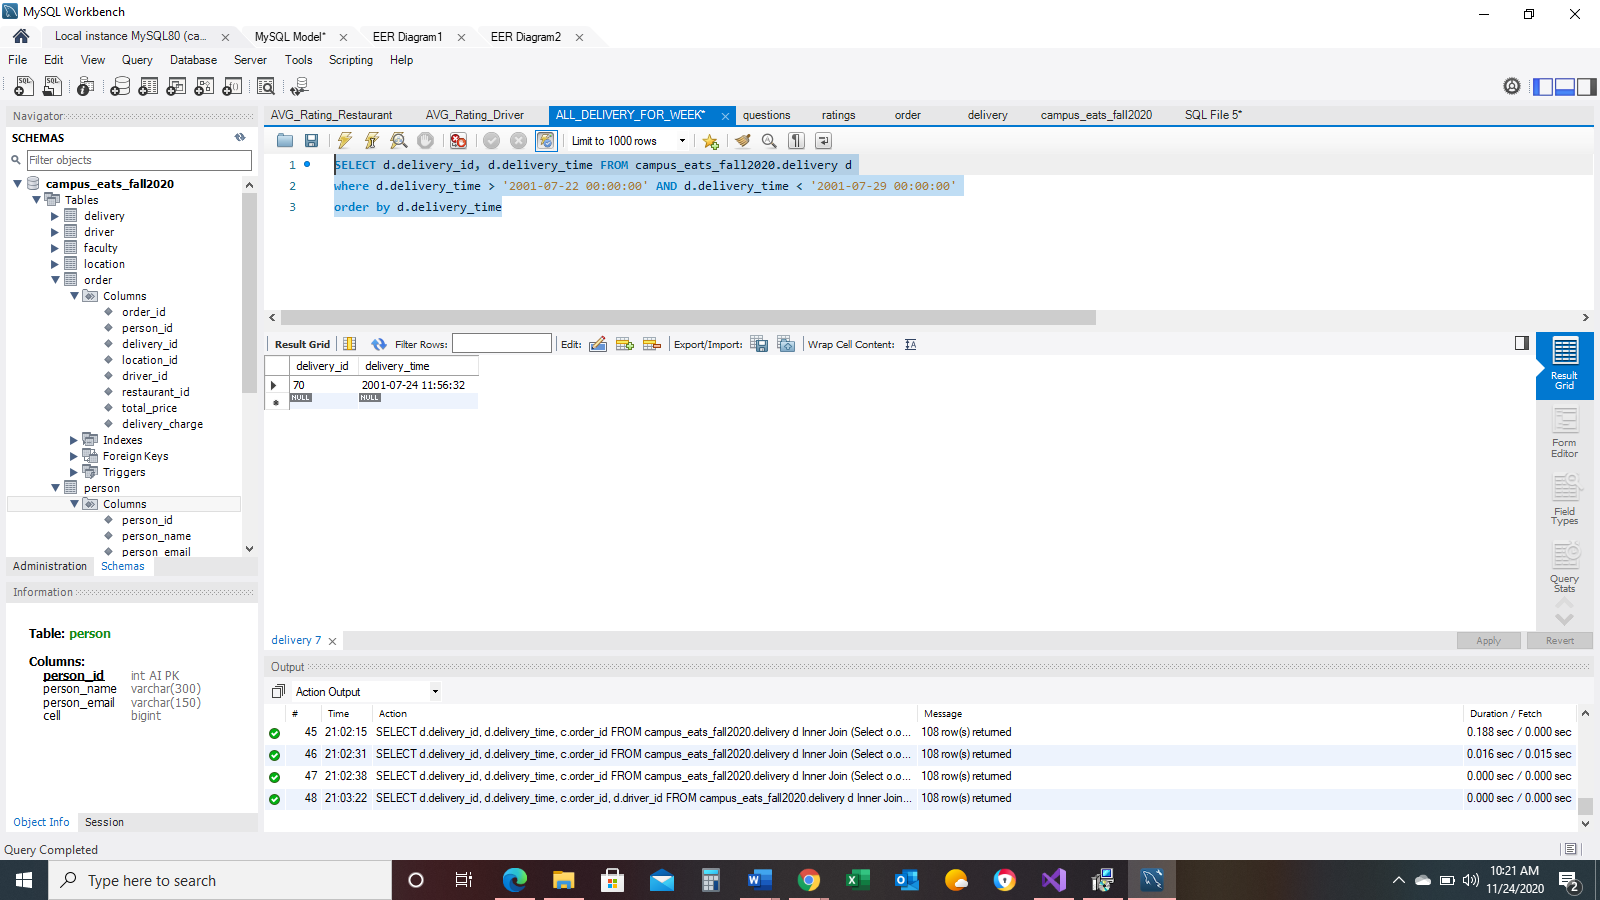 MySQL Workbench
Local instance MySQL80 (ca... MySQL Model* EER Diagram1 EER Diagram2
File Edit View Query Database Server Tools Scripting Help
Navigator
SCHEMAS
Filter objects
campus_eats_fall2020
Tables
delivery
driver
faculty
location
order
Columns
order_id
person_id
delivery_id
location_id
driver_id
restaurant_id
total_price
delivery_charge
Indexes
Foreign Keys
Triggers
person
Columns
person_id
person_name
person_email
Administration Schemas
Information
Table: person
Columns:
person_id int AI PK
person_name varchar(300)
person_email varchar(150)
cell bigint
Object Info Session
Query Completed
AVG_Rating_Restaurant AVG_Rating_Driver ALL_DELIVERY_FOR_WEEK* questions ratings order delivery campus_eats_fall2020 SQL File 5*
Limit to 1000 rows
1 SELECT d.delivery_id, d.delivery_time FROM campus_eats_fall2020.delivery d
2 where d.delivery_time > '2001-07-22 00:00:00' AND d.delivery_time < '2001-07-29 00:00:00'
3 order by d.delivery_time
Result Grid Filter Rows: Edit: Export/Import: Wrap Cell Content:
delivery_id delivery_time
70 2001-07-24 11:56:32
NULL NULL
Result Grid
Form Editor
Field Types
Query Stats
delivery 7 Apply Revert
Output
Action Output
# Time Action Message Duration / Fetch
45 21:02:15 SELECT d.delivery_id, d.delivery_time, c.order_id FROM campus_eats_fall2020.delivery d Inner Join (Select o.o... 108 row(s) returned 0.188 sec / 0.000 sec
46 21:02:31 SELECT d.delivery_id, d.delivery_time, c.order_id FROM campus_eats_fall2020.delivery d Inner Join (Select o.o... 108 row(s) returned 0.016 sec / 0.015 sec
47 21:02:38 SELECT d.delivery_id, d.delivery_time, c.order_id FROM campus_eats_fall2020.delivery d Inner Join (Select o.o... 108 row(s) returned 0.000 sec / 0.000 sec
48 21:03:22 SELECT d.delivery_id, d.delivery_time, c.order_id, d.driver_id FROM campus_eats_fall2020.delivery d Inner Join... 108 row(s) returned 0.000 sec / 0.000 sec
Type here to search
10:21 AM
11/24/2020
2